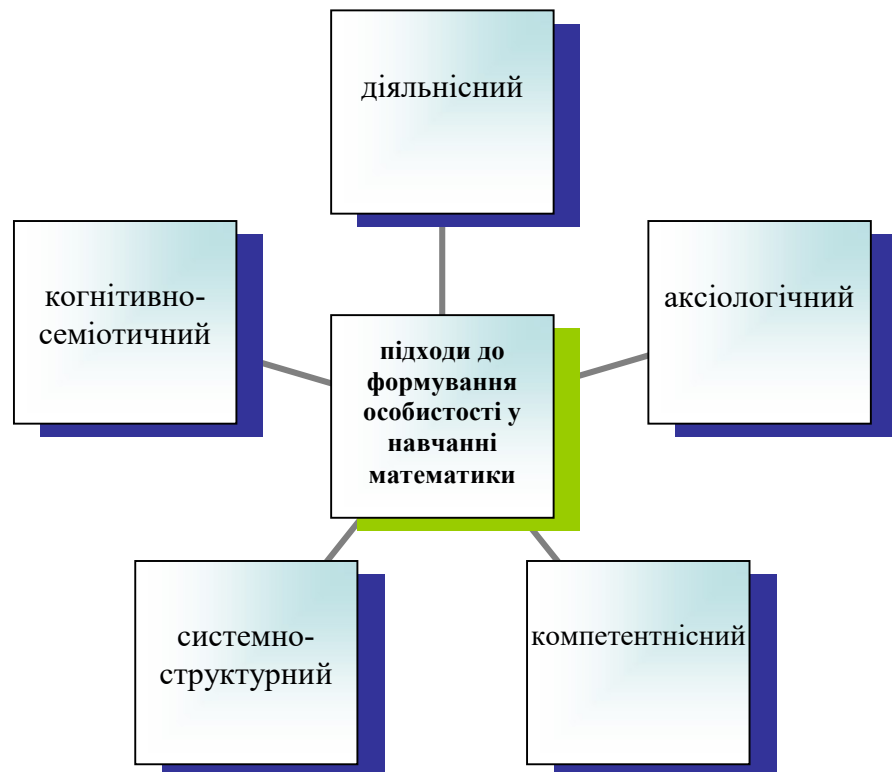 діяльнісний
когнітивно-
семіотичний
аксіологічний
підходи до
формування
особистості у
навчанні
математики
системно-
структурний
компетентнісний